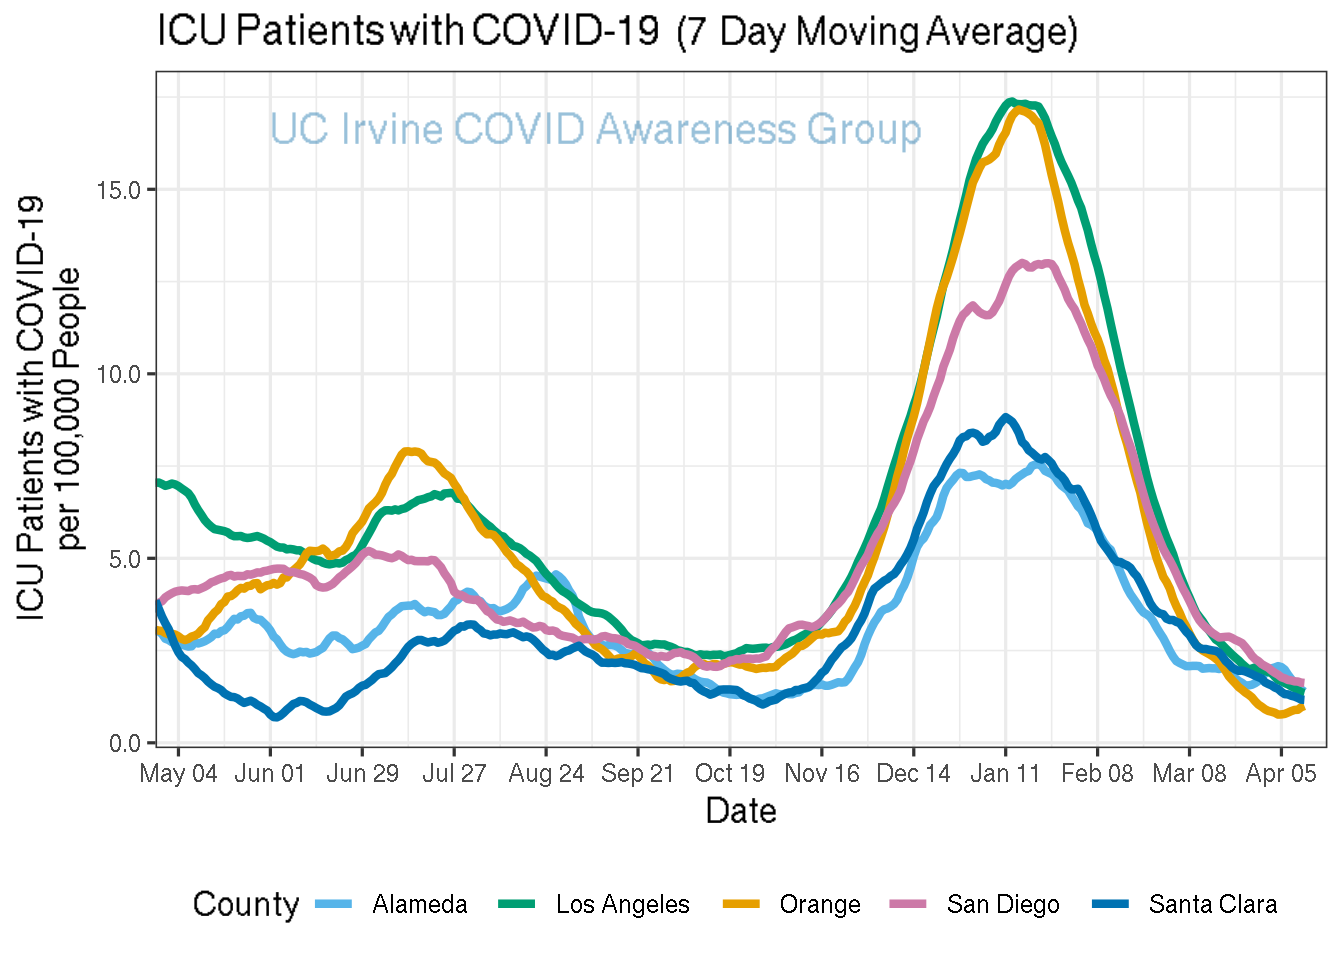 ICU Patients with COVID-19 (7 Day Moving Average)
UC Irvine COVID Awareness Group
ICU Patients with COVID-19
per 100,000 People
15.0
10.0
5.0
0.0
May 04 Jun 01 Jun 29 Jul 27 Aug 24 Sep 21 Oct 19 Nov 16 Dec 14 Jan 11 Feb 08 Mar 08 Apr 05
Date
County Alameda Los Angeles Orange San Diego Santa Clara